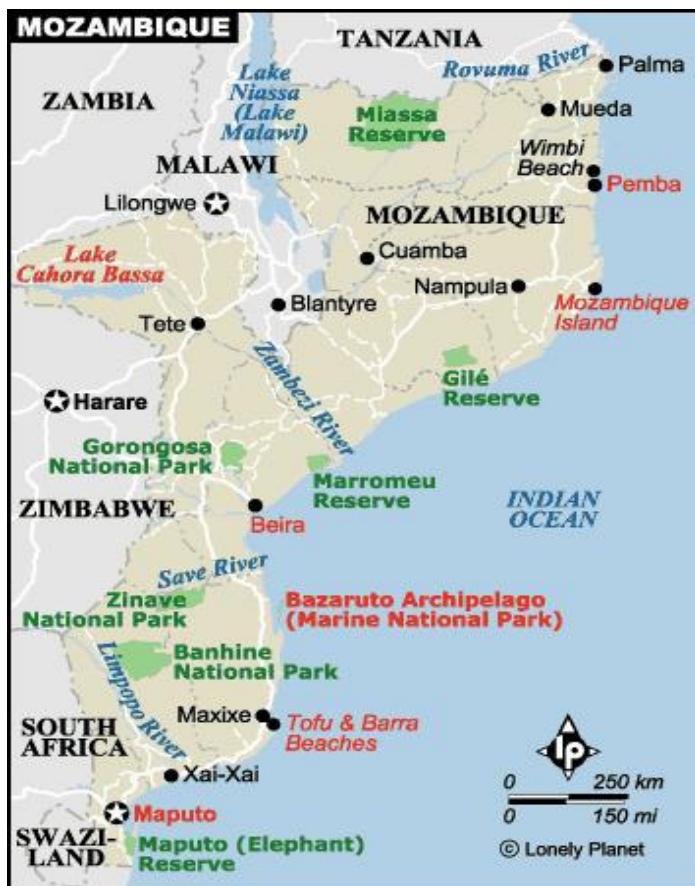 MOZAMBIQUE
TANZANIA
Rovuma River
Palma
Lake
Niassa
(Lake
Malawi)
ZAMBIA
Miassa
Reserve
Mueda
Wimbi
Beach
MALAWI
Pemba
Lilongwe
MOZAMBIQUE
Lake
Cahora Bassa
Cuamba
Nampula
Blantyre
Mozambique
Island
Tete
Zambezi River
Gilé
Reserve
Harare
Gorongosa
National Park
Marromeu
Reserve
ZIMBABWE
Beira
INDIAN
OCEAN
Save River
Zinave
National Park
Bazaruto Archipelago
(Marine National Park)
Limpopo River
Banhine
National Park
SOUTH
AFRICA
Maxixe
Tofu & Barra
Beaches
lp
Xai-Xai
0 250 km
0 150 mi
Maputo
SWAZI-
LAND
Maputo (Elephant)
Reserve
© Lonely Planet